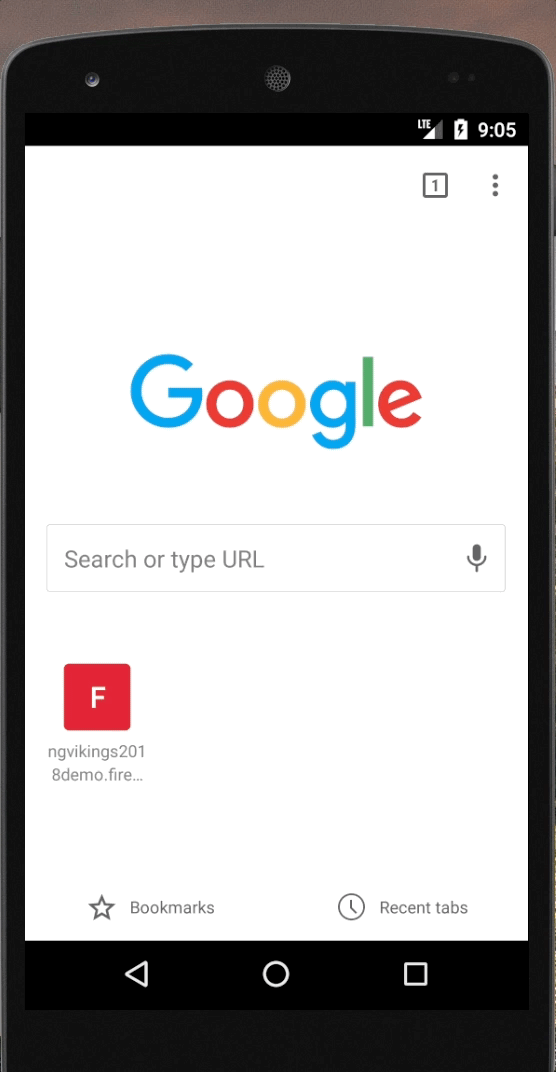 LTE 9:05
1
Google
Search or type URL
F
ngvikings201
8demo.fire...
Bookmarks Recent tabs